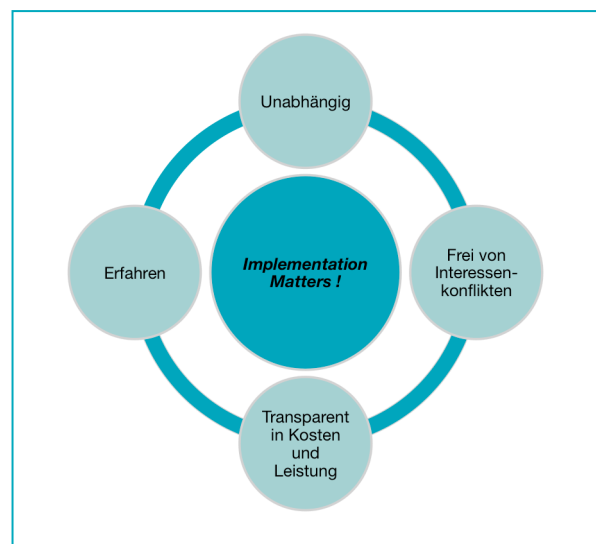 Unabhängig
Erfahren
Implementation
Matters !
Frei von
Interessen-
konflikten
Transparent
in Kosten
und
Leistung